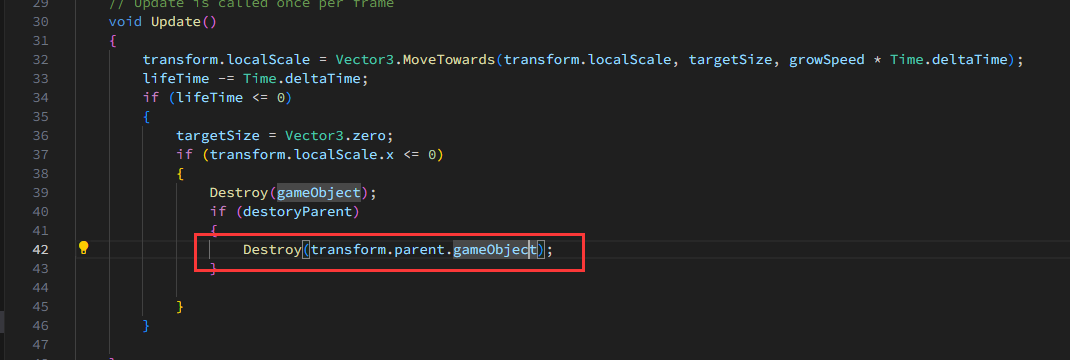 29 // Update is called once per frame
30 void Update()
31 {
32 transform.localScale = Vector3.MoveTowards(transform.localScale, targetSize, growSpeed * Time.deltaTime);
33 lifeTime -= Time.deltaTime;
34 if (lifeTime <= 0)
35 {
36 targetSize = Vector3.zero;
37 if (transform.localScale.x <= 0)
38 {
39 Destroy(gameObject);
40 if (destoryParent)
41 {
42 Destroy(transform.parent.gameObject);
43 }
44
45 }
46 }
47
48 }